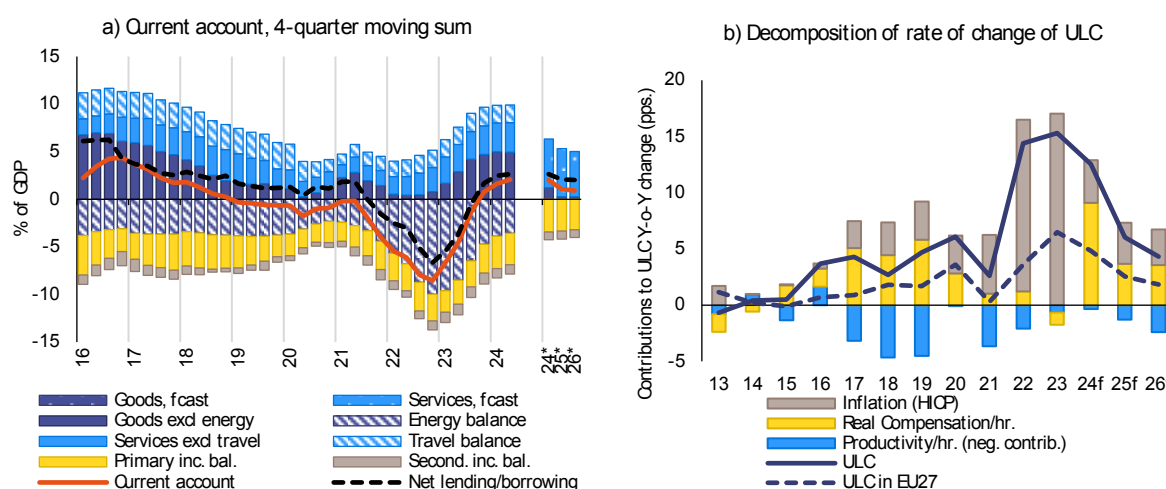 a) Current account, 4-quarter moving sum
15
10
5
0
-5
-10
-15
% of GDP
16 17 18 19 20 21 22 23 24 24* 25* 26*
Goods, fcast
Services, fcast
Goods excl energy
Energy balance
Services excl travel
Travel balance
Primary inc. bal.
Second. inc. bal.
Current account
Net lending/borrowing
b) Decomposition of rate of change of ULC
20
15
10
5
0
-5
Contributions to ULC Y-o-Y change (pps.)
13 14 15 16 17 18 19 20 21 22 23 24f 25f 26f
Inflation (HICP)
Real Compensation/hr.
Productivity/hr. (neg. contrib.)
ULC
ULC in EU27